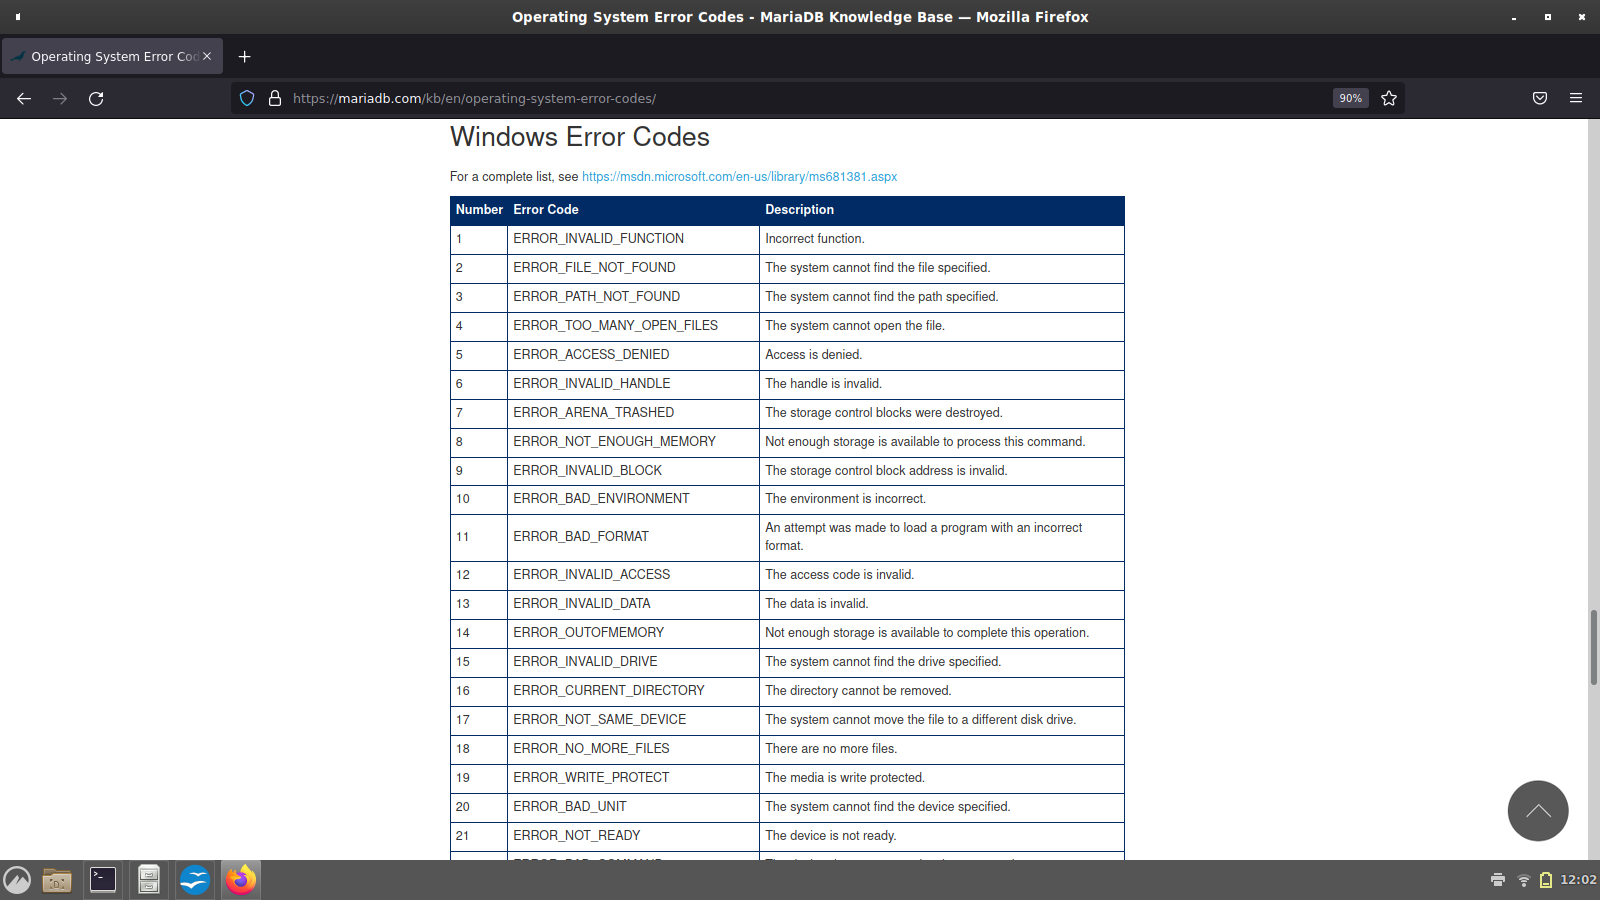 Operating System Error Codes - MariaDB Knowledge Base — Mozilla Firefox
Operating System Error Cod
https://mariadb.com/kb/en/operating-system-error-codes/
90%
Windows Error Codes
For a complete list, see https://msdn.microsoft.com/en-us/library/ms681381.aspx
Number Error Code Description
1 ERROR_INVALID_FUNCTION Incorrect function.
2 ERROR_FILE_NOT_FOUND The system cannot find the file specified.
3 ERROR_PATH_NOT_FOUND The system cannot find the path specified.
4 ERROR_TOO_MANY_OPEN_FILES The system cannot open the file.
5 ERROR_ACCESS_DENIED Access is denied.
6 ERROR_INVALID_HANDLE The handle is invalid.
7 ERROR_ARENA_TRASHED The storage control blocks were destroyed.
8 ERROR_NOT_ENOUGH_MEMORY Not enough storage is available to process this command.
9 ERROR_INVALID_BLOCK The storage control block address is invalid.
10 ERROR_BAD_ENVIRONMENT The environment is incorrect.
11 ERROR_BAD_FORMAT An attempt was made to load a program with an incorrect
format.
12 ERROR_INVALID_ACCESS The access code is invalid.
13 ERROR_INVALID_DATA The data is invalid.
14 ERROR_OUTOFMEMORY Not enough storage is available to complete this operation.
15 ERROR_INVALID_DRIVE The system cannot find the drive specified.
16 ERROR_CURRENT_DIRECTORY The directory cannot be removed.
17 ERROR_NOT_SAME_DEVICE The system cannot move the file to a different disk drive.
18 ERROR_NO_MORE_FILES There are no more files.
19 ERROR_WRITE_PROTECT The media is write protected.
20 ERROR_BAD_UNIT The system cannot find the device specified.
21 ERROR_NOT_READY The device is not ready.
12:02